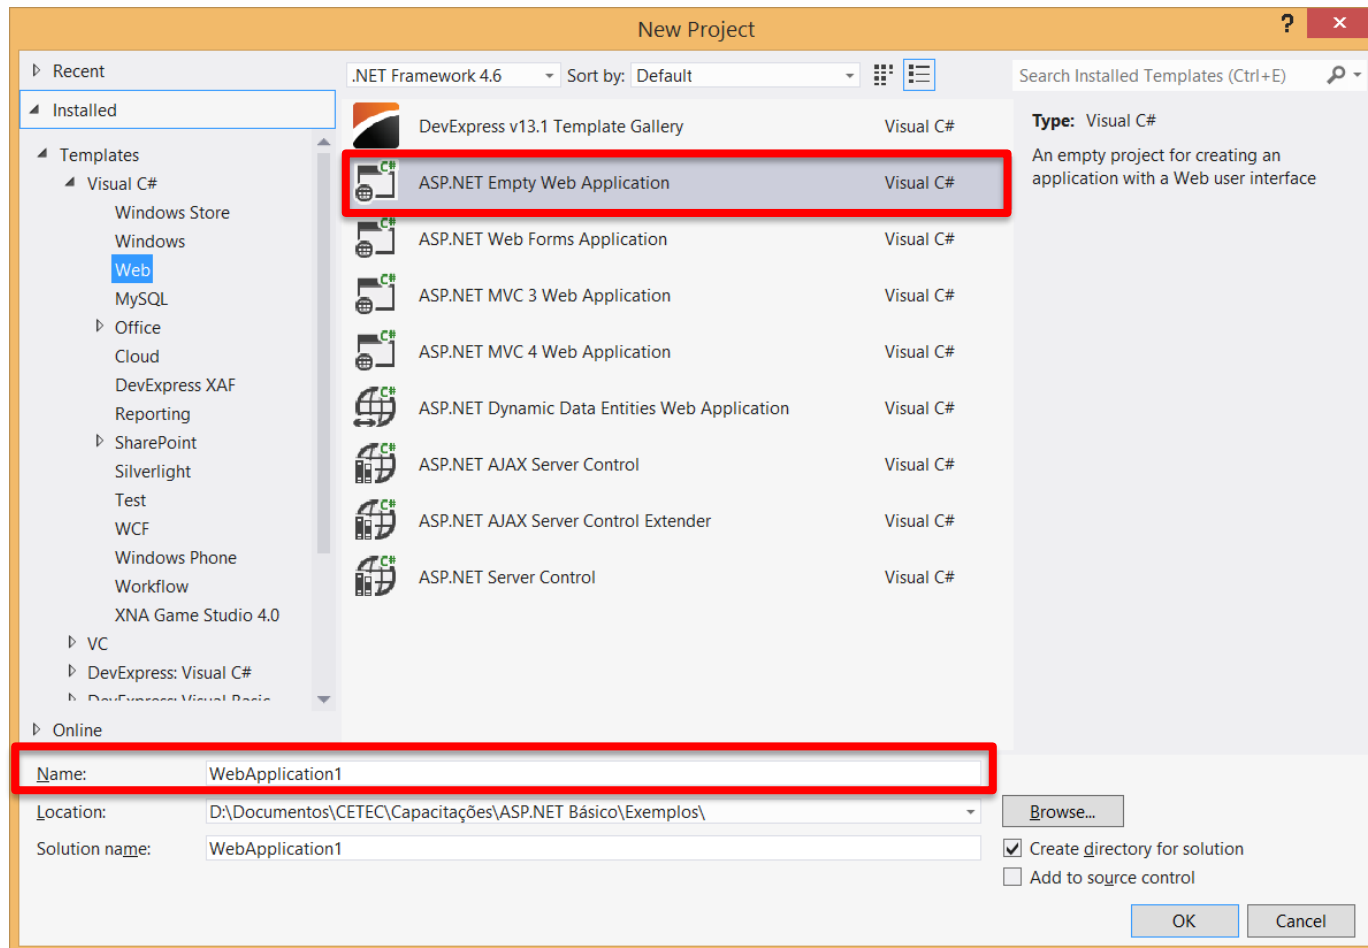 New Project
?
Recent
.NET Framework 4.6 Sort by: Default
Search Installed Templates (Ctrl+E)
Installed
Templates
Visual C#
Windows Store
Windows
Web
MySQL
Office
Cloud
DevExpress XAF
Reporting
SharePoint
Silverlight
Test
WCF
Windows Phone
Workflow
XNA Game Studio 4.0
VC
DevExpress: Visual C#
DevExpress: Visual Basic
Online
DevExpress v13.1 Template Gallery Visual C#
C# ASP.NET Empty Web Application Visual C#
C# ASP.NET Web Forms Application Visual C#
C# ASP.NET MVC 3 Web Application Visual C#
C# ASP.NET MVC 4 Web Application Visual C#
C# ASP.NET Dynamic Data Entities Web Application Visual C#
C# ASP.NET AJAX Server Control Visual C#
C# ASP.NET AJAX Server Control Extender Visual C#
C# ASP.NET Server Control Visual C#
Type: Visual C#
An empty project for creating an
application with a Web user interface
Name: WebApplication1
Location: D:\Documentos\CETEC\Capacitações\ASP.NET Básico\Exemplos\
Browse...
Solution name: WebApplication1
Create directory for solution
Add to source control
OK Cancel